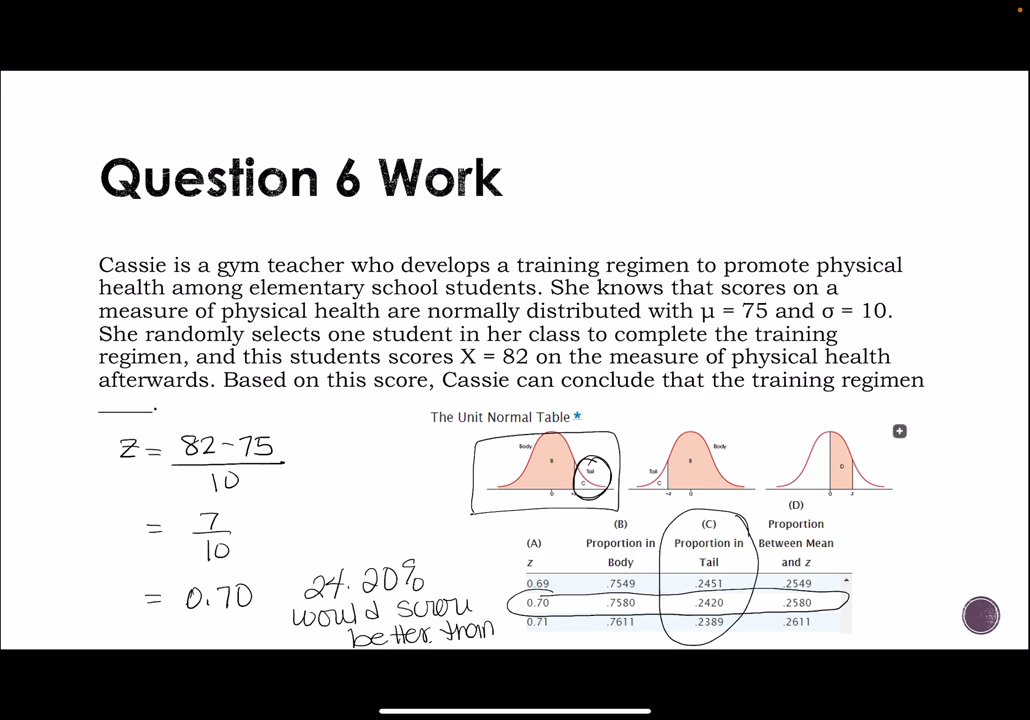 Question 6 Work
Cassie is a gym teacher who develops a training regimen to promote physical
health among elementary school students. She knows that scores on a
measure of physical health are normally distributed with μ = 75 and σ = 10.
She randomly selects one student in her class to complete the training
regimen, and this students scores X = 82 on the measure of physical health
afterwards. Based on this score, Cassie can conclude that the training regimen
_____.
The Unit Normal Table *
Z = 82-75
10
= 7
10
= 0.70
24.20%
would
better than
Body B Tail C 0 +z
Tail C B Body -z 0
D 0 z
(A)
z
(B)
Proportion in
Body
(C)
Proportion in
Tail
(D)
Proportion
Between Mean
and z
0.69 .7549 .2451 .2549
0.70 .7580 .2420 .2580
0.71 .7611 .2389 .2611